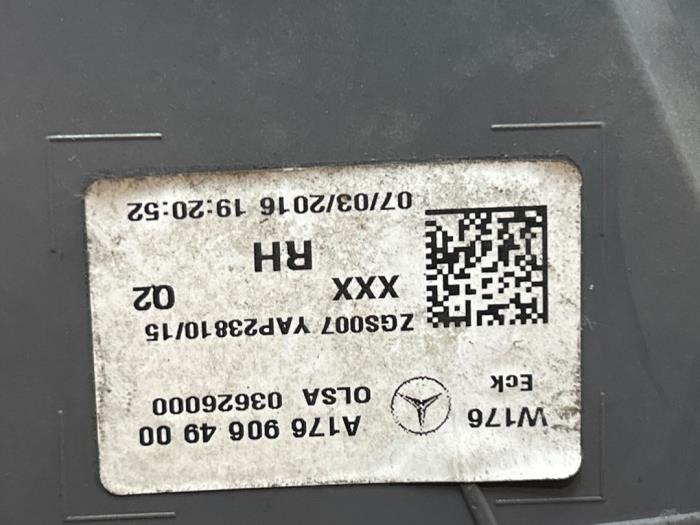 W176 A176 906 49 00
Eck OLSA 03626000
ZGS007 YAP23810/15
XXX Q2
RH
07/03/2016 19:20:52